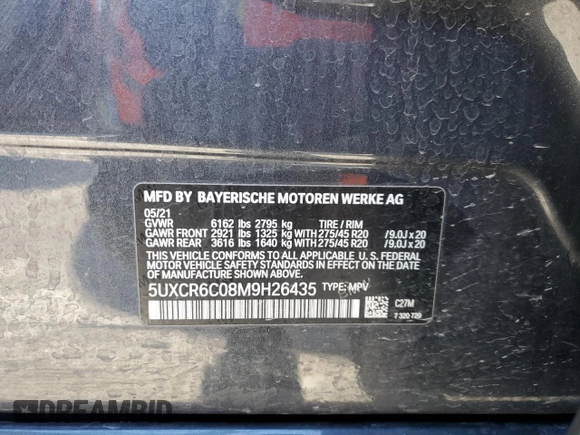 MFD BY BAYERISCHE MOTOREN WERKE AG
05/21
GVWR 6162 lbs 2795 kg TIRE / RIM
GAWR FRONT 2921 lbs 1325 kg WITH 275/45 R20 /9.0J x 20
GAWR REAR 3616 lbs 1640 kg WITH 275/45 R20 /9.0J x 20
THIS VEHICLE CONFORMS TO ALL APPLICABLE
U. S. FEDERAL MOTOR VEHICLE SAFETY
STANDARDS IN EFFECT ON THE DATE OF
MANUFACTURE SHOWN ABOVE.
5UXCR6C08M9H26435 TYPE: MPV
C27M
7 320 729
DREAMBID